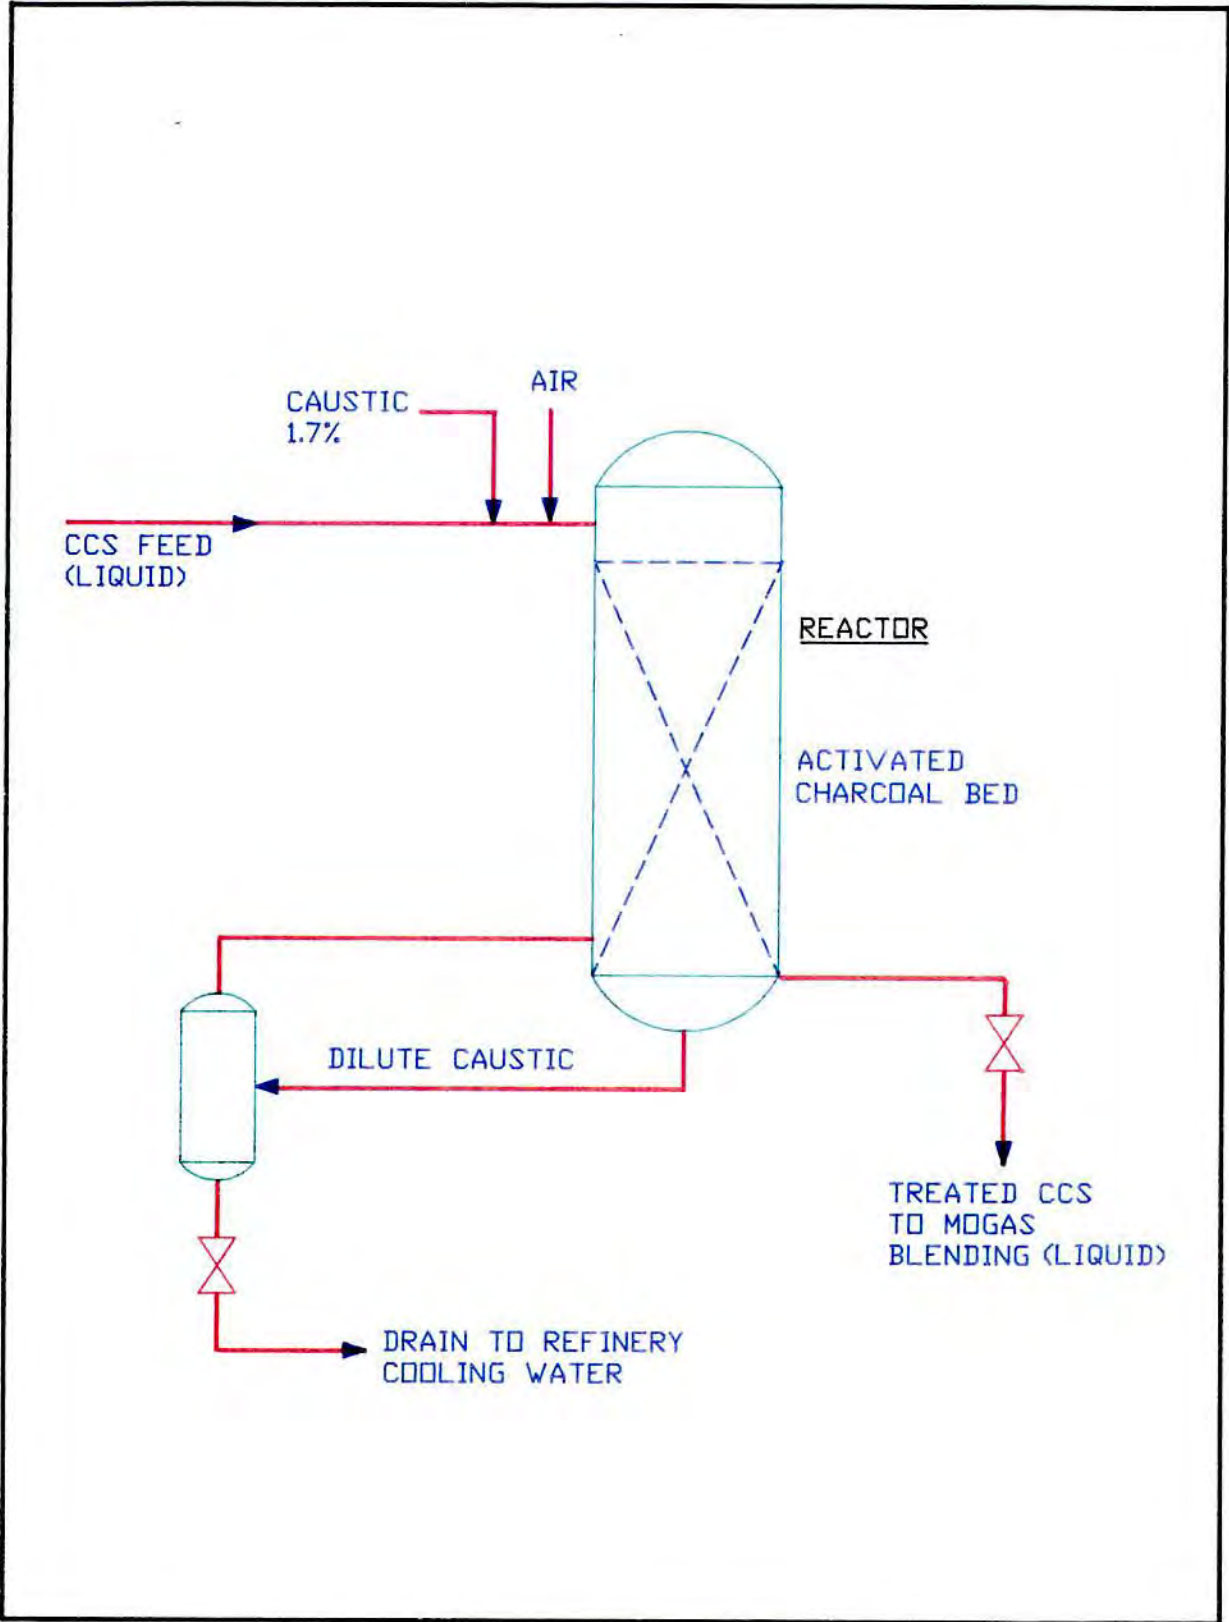 AIR
CAUSTIC
1.7%
CCS FEED
(LIQUID)
REACTOR
ACTIVATED
CHARCOAL BED
DILUTE CAUSTIC
TREATED CCS
TO MOGAS
BLENDING (LIQUID)
DRAIN TO REFINERY
COOLING WATER